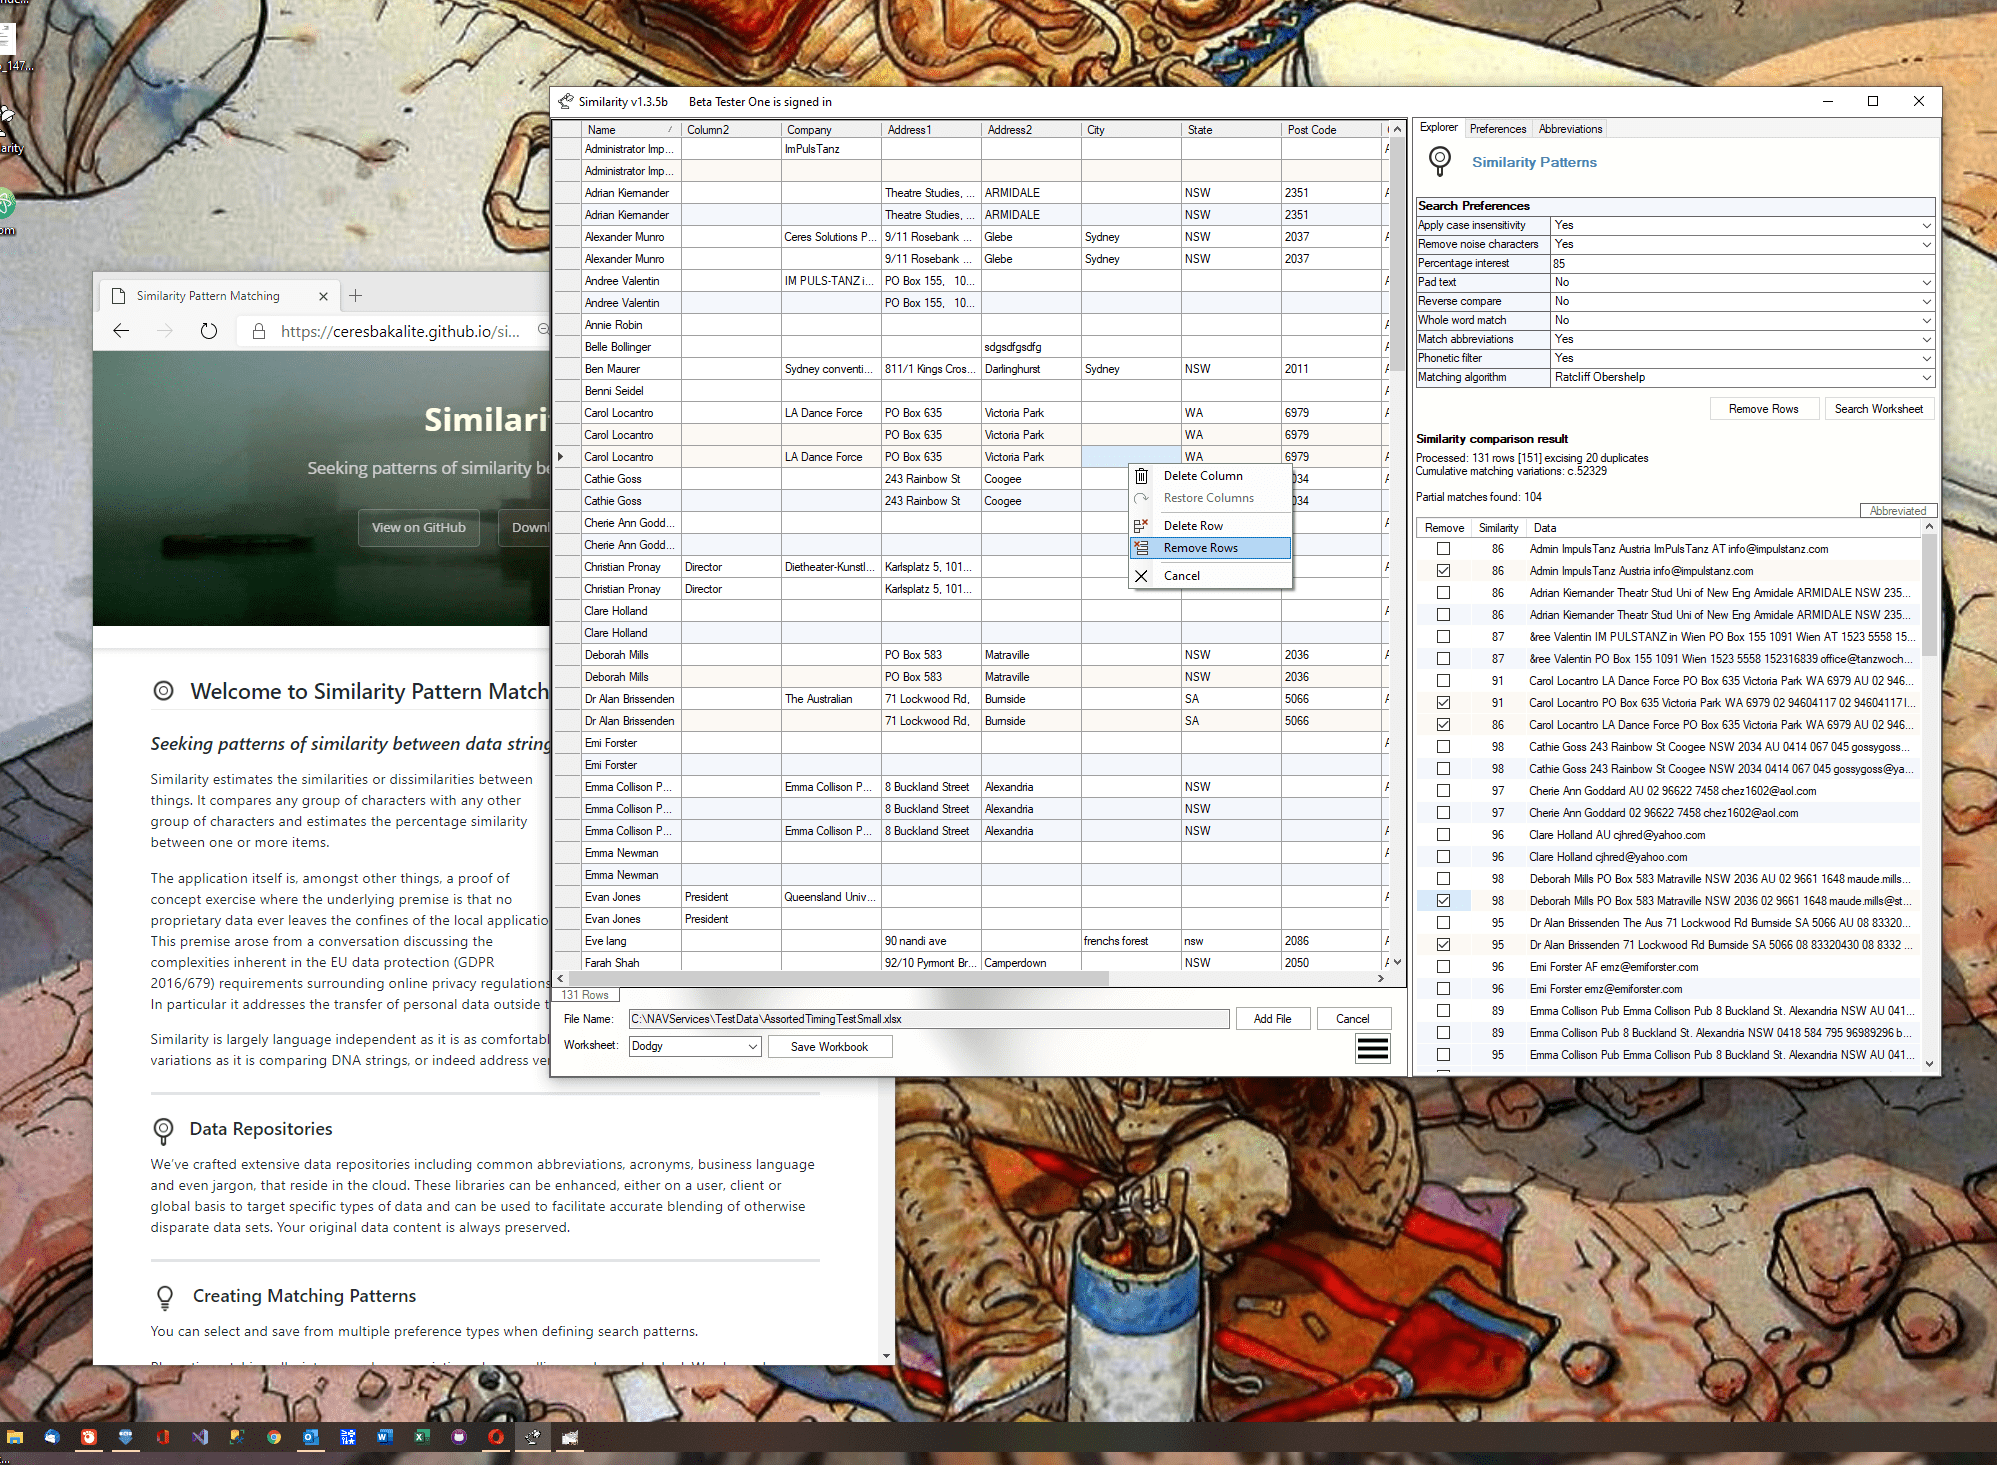 _147...
arity
om
Similarity Pattern Matching
https://ceresbakalite.github.io/si...
Similari
Seeking patterns of similarity be
View on GitHub
Downl
Welcome to Similarity Pattern Match
Seeking patterns of similarity between data string
Similarity estimates the similarities or dissimilarities between
things. It compares any group of characters with any other
group of characters and estimates the percentage similarity
between one or more items.
The application itself is, amongst other things, a proof of
concept exercise where the underlying premise is that no
proprietary data ever leaves the confines of the local applicatio
This premise arose from a conversation discussing the
complexities inherent in the EU data protection (GDPR
2016/679) requirements surrounding online privacy regulations
In particular it addresses the transfer of personal data outside t
Similarity is largely language independent as it is as comfortabl
variations as it is comparing DNA strings, or indeed address ve
Data Repositories
We've crafted extensive data repositories including common abbreviations, acronyms, business language
and even jargon, that reside in the cloud. These libraries can be enhanced, either on a user, client or
global basis to target specific types of data and can be used to facilitate accurate blending of otherwise
disparate data sets. Your original data content is always preserved.
Creating Matching Patterns
You can select and save from multiple preference types when defining search patterns.
Similarity v1.3.5b Beta Tester One is signed in
Name Column2 Company Address1 Address2 City State Post Code
Administrator Imp... ImPulsTanz
Administrator Imp...
Adrian Kiernander Theatre Studies, ... ARMIDALE NSW 2351
Adrian Kiernander Theatre Studies, ... ARMIDALE NSW 2351
Alexander Munro Ceres Solutions P... 9/11 Rosebank ... Glebe Sydney NSW 2037
Alexander Munro 9/11 Rosebank ... Glebe Sydney NSW 2037
Andree Valentin IM PULS-TANZ i... PO Box 155, 10...
Andree Valentin PO Box 155, 10...
Annie Robin
Belle Bollinger sdgsdfgsdfg
Ben Maurer Sydney conventi... 811/1 Kings Cros... Darlinghurst Sydney NSW 2011
Benni Seidel
Carol Locantro LA Dance Force PO Box 635 Victoria Park WA 6979
Carol Locantro PO Box 635 Victoria Park WA 6979
Carol Locantro LA Dance Force PO Box 635 Victoria Park WA 6979
Cathie Goss 243 Rainbow St Coogee 034
Cathie Goss 243 Rainbow St Coogee 034
Cherie Ann Godd...
Cherie Ann Godd...
Christian Pronay Director Dietheater-Kunstl... Karlsplatz 5, 101...
Christian Pronay Director Karlsplatz 5, 101...
Clare Holland
Clare Holland
Deborah Mills PO Box 583 Matraville NSW 2036
Deborah Mills PO Box 583 Matraville NSW 2036
Dr Alan Brissenden The Australian 71 Lockwood Rd, Burnside SA 5066
Dr Alan Brissenden 71 Lockwood Rd, Burnside SA 5066
Emi Forster
Emi Forster
Emma Collison P... Emma Collison P... 8 Buckland Street Alexandria NSW
Emma Collison P... 8 Buckland Street Alexandria NSW
Emma Collison P... Emma Collison P... 8 Buckland Street Alexandria NSW
Emma Newman
Emma Newman
Evan Jones President Queensland Univ...
Evan Jones President
Eve lang 90 nandi ave frenchs forest nsw 2086
Farah Shah 92/10 Pyrmont Br... Camperdown NSW 2050
Delete Column
Restore Columns
Delete Row
Remove Rows
Cancel
131 Rows
File Name: C:\NAVServices\TestData\AssortedTimingTestSmall.xlsx Add File Cancel
Worksheet: Dodgy Save Workbook
Explorer Preferences Abbreviations
Similarity Patterns
Search Preferences
Apply case insensitivity Yes
Remove noise characters Yes
Percentage interest 85
Pad text No
Reverse compare No
Whole word match No
Match abbreviations Yes
Phonetic filter Yes
Matching algorithm Ratcliff Obershelp
Remove Rows Search Worksheet
Similarity comparison result
Processed: 131 rows [151] excising 20 duplicates
Cumulative matching variations: c.52329
Partial matches found: 104
Abbreviated
Remove Similarity Data
86 Admin ImpulsTanz Austria ImPulsTanz AT info@impulstanz.com
86 Admin ImpulsTanz Austria info@impulstanz.com
86 Adrian Kiernander Theatr Stud Uni of New Eng Armidale ARMIDALE NSW 235...
86 Adrian Kiernander Theatr Stud Uni of New Eng Armidale ARMIDALE NSW 235...
87 &ree Valentin IM PULSTANZ in Wien PO Box 155 1091 Wien AT 1523 5558 15...
87 &ree Valentin PO Box 155 1091 Wien 1523 5558 152316839 office@tanzwoch...
91 Carol Locantro LA Dance Force PO Box 635 Victoria Park WA 6979 AU 02 946...
91 Carol Locantro PO Box 635 Victoria Park WA 6979 02 94604117 02 94604117 l...
86 Carol Locantro LA Dance Force PO Box 635 Victoria Park WA 6979 AU 02 946...
98 Cathie Goss 243 Rainbow St Coogee NSW 2034 AU 0414 067 045 gossygoss...
98 Cathie Goss 243 Rainbow St Coogee NSW 2034 0414 067 045 gossygoss@ya...
97 Cherie Ann Goddard AU 02 96622 7458 chez1602@aol.com
97 Cherie Ann Goddard 02 96622 7458 chez1602@aol.com
96 Clare Holland AU cjhred@yahoo.com
96 Clare Holland cjhred@yahoo.com
98 Deborah Mills PO Box 583 Matraville NSW 2036 AU 02 9661 1648 maude.mills...
98 Deborah Mills PO Box 583 Matraville NSW 2036 02 9661 1648 maude.mills@st...
95 Dr Alan Brissenden The Aus 71 Lockwood Rd Burnside SA 5066 AU 08 83320...
95 Dr Alan Brissenden 71 Lockwood Rd Burnside SA 5066 08 83320430 08 8332 ...
96 Emi Forster AF emz@emiforster.com
96 Emi Forster emz@emiforster.com
89 Emma Collison Pub Emma Collison Pub 8 Buckland St. Alexandria NSW AU 041...
89 Emma Collison Pub 8 Buckland St. Alexandria NSW 0418 584 795 96989296 b...
95 Emma Collison Pub Emma Collison Pub 8 Buckland St. Alexandria NSW AU 041...